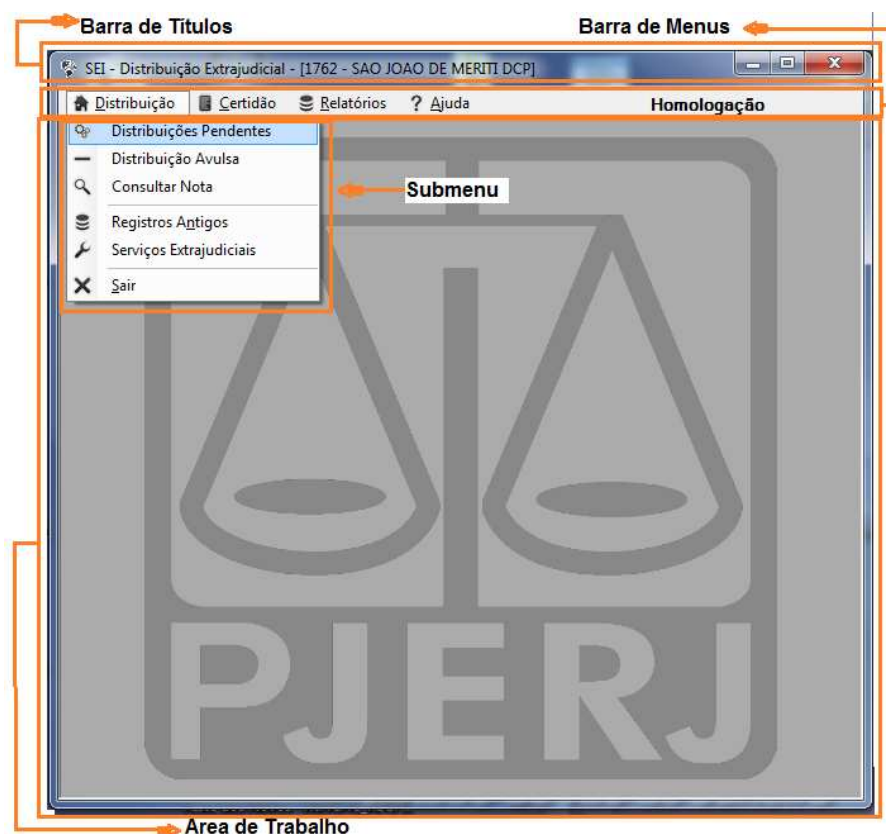 Barra de Títulos
Barra de Menus
SEI - Distribuição Extrajudicial - [1762 - SAO JOAO DE MERITI DCP]
Distribuição Certidão Relatórios ? Ajuda Homologação
Distribuições Pendentes
Distribuição Avulsa
Consultar Nota
Submenu
Registros Antigos
Serviços Extrajudiciais
Sair
PJERJ
Area de Trabalho